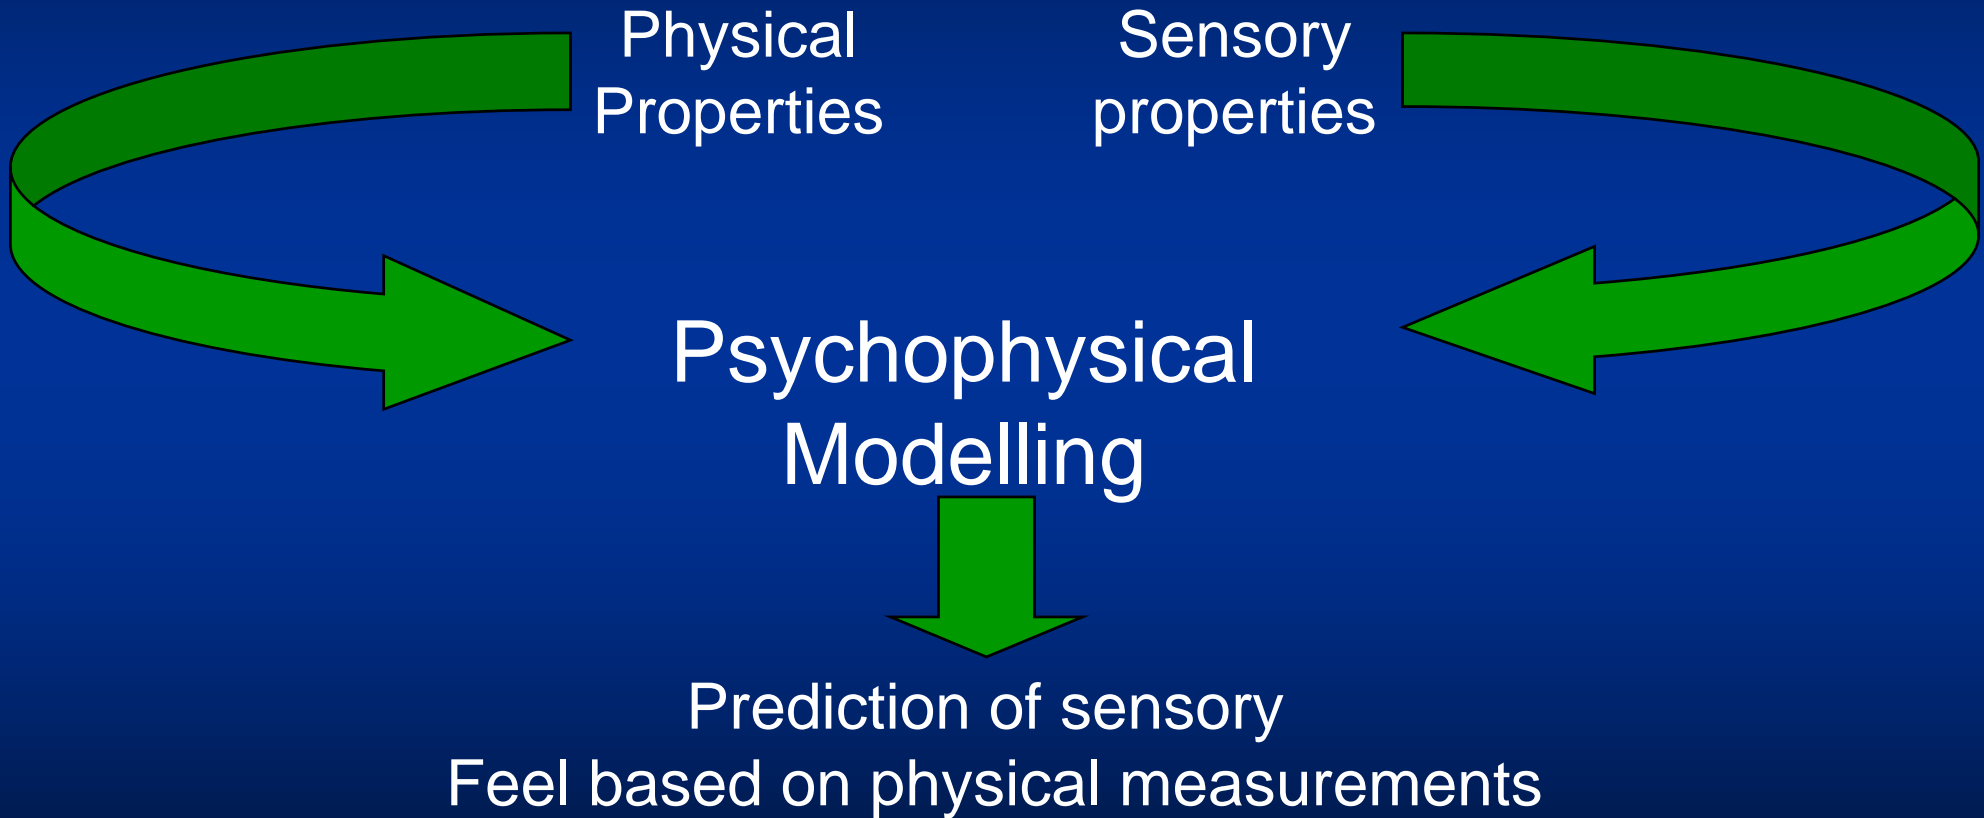 Physical
Properties
Sensory
properties
Psychophysical
Modelling
Prediction of sensory
Feel based on physical measurements